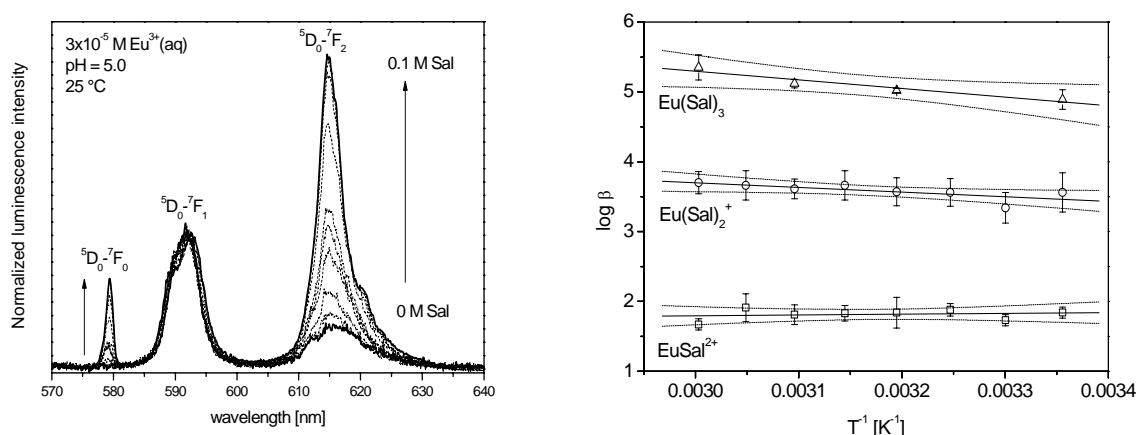 3x10⁻⁵ M Eu³⁺(aq)
pH = 5.0
25 °C
⁵D₀-⁷F₂
0.1 M Sal
⁵D₀-⁷F₁
⁵D₀-⁷F₀
0 M Sal
Normalized luminescence intensity
570 580 590 600 610 620 630 640
wavelength [nm]
6
5
4
3
2
1
log β
Eu(Sal)₃
Eu(Sal)₂⁺
EuSal²⁺
0.0030 0.0031 0.0032 0.0033 0.0034
T⁻¹ [K⁻¹]